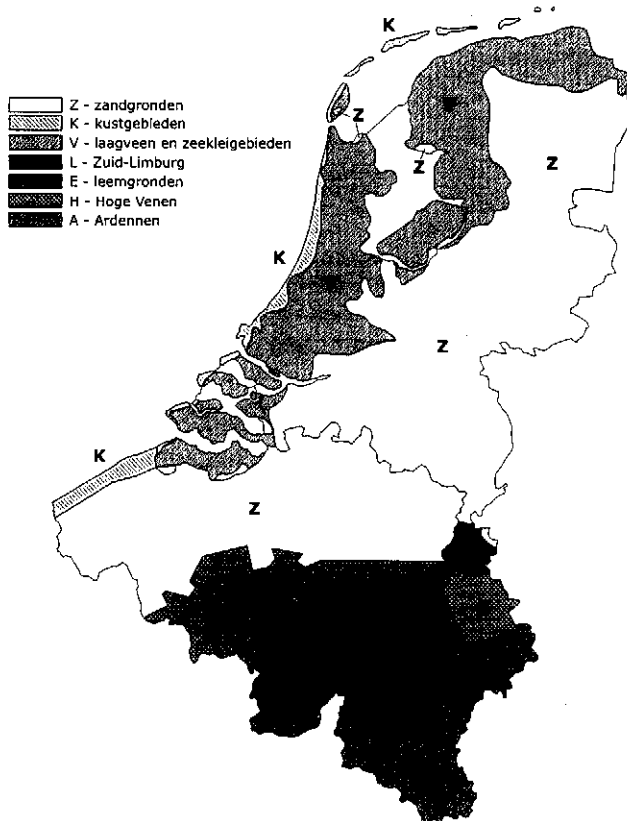 K
Z - zandgronden
K - kustgebieden
V - laagveen en zeekleigebieden
L - Zuid-Limburg
E - leemgronden
H - Hoge Venen
A - Ardennen
Z
Z
Z
K
Z
K
Z